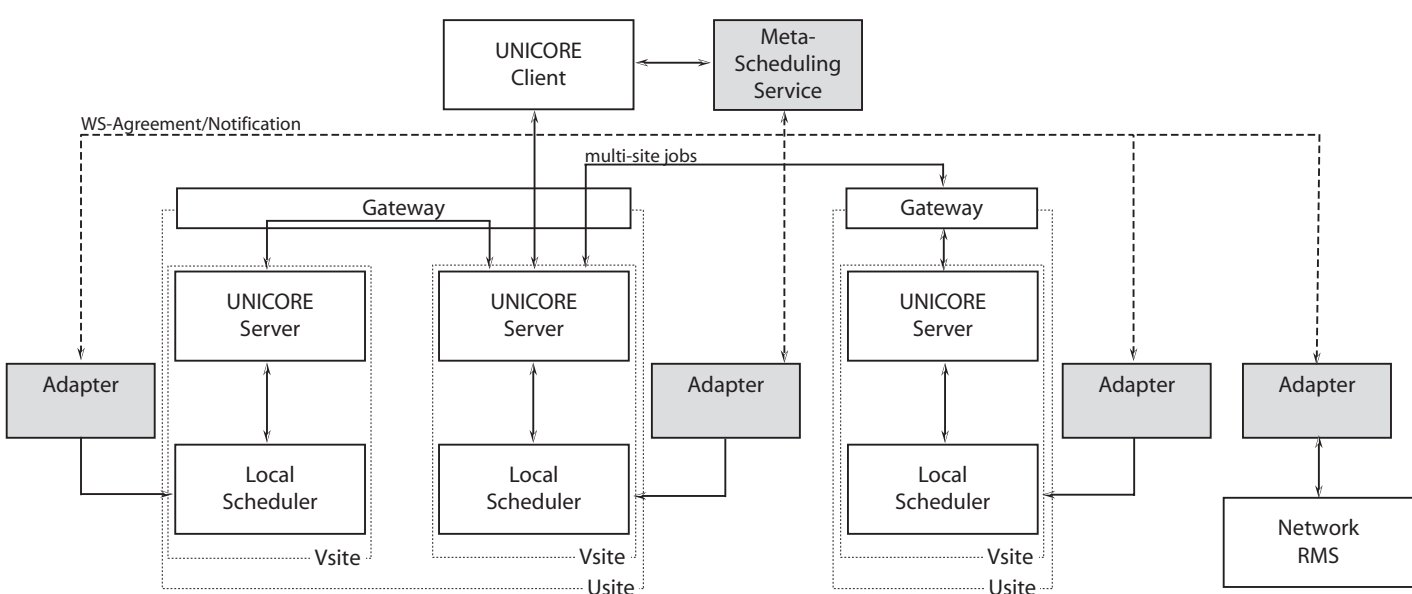 UNICORE
Client
Meta-
Scheduling
Service
WS-Agreement/Notification
multi-site jobs
Gateway
Gateway
UNICORE
Server
UNICORE
Server
UNICORE
Server
Adapter
Adapter
Adapter
Adapter
Local
Scheduler
Local
Scheduler
Local
Scheduler
Network
RMS
Vsite
Vsite
Vsite
Usite
Usite